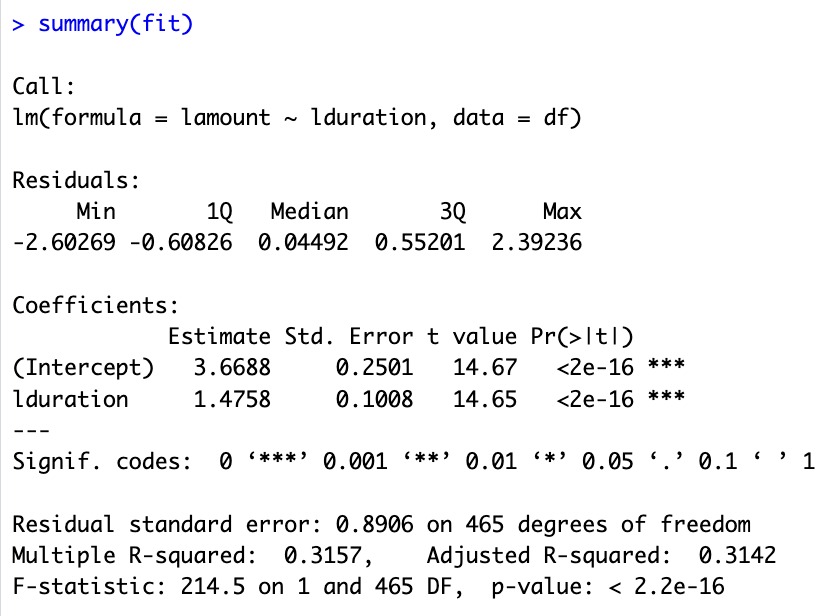 > summary(fit)
Call:
lm(formula = lamount ~ lduration, data = df)
Residuals:
     Min       1Q   Median       3Q      Max
-2.60269 -0.60826  0.04492  0.55201  2.39236
Coefficients:
            Estimate Std. Error t value Pr(>|t|)
(Intercept)   3.6688     0.2501   14.67   <2e-16 ***
lduration     1.4758     0.1008   14.65   <2e-16 ***
---
Signif. codes:  0 ‘***’ 0.001 ‘**’ 0.01 ‘*’ 0.05 ‘.’ 0.1 ‘ ’ 1
Residual standard error: 0.8906 on 465 degrees of freedom
Multiple R-squared:  0.3157,    Adjusted R-squared:  0.3142
F-statistic: 214.5 on 1 and 465 DF,  p-value: < 2.2e-16